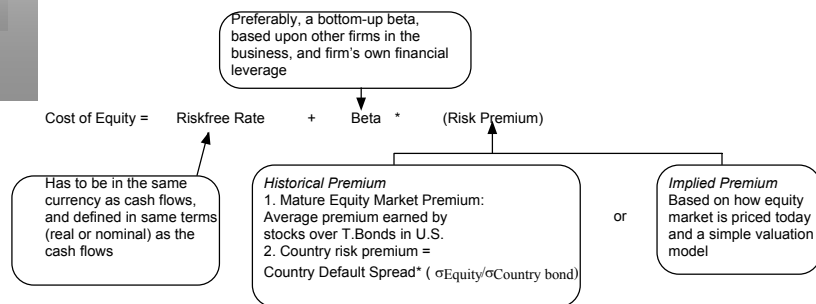 Preferably, a bottom-up beta,
based upon other firms in the
business, and firm's own financial
leverage
Cost of Equity = Riskfree Rate + Beta * (Risk Premium)
Has to be in the same
currency as cash flows,
and defined in same terms
(real or nominal) as the
cash flows
Historical Premium
1. Mature Equity Market Premium:
Average premium earned by
stocks over T.Bonds in U.S.
2. Country risk premium =
Country Default Spread* ( σEquity/σCountry bond)
or
Implied Premium
Based on how equity
market is priced today
and a simple valuation
model